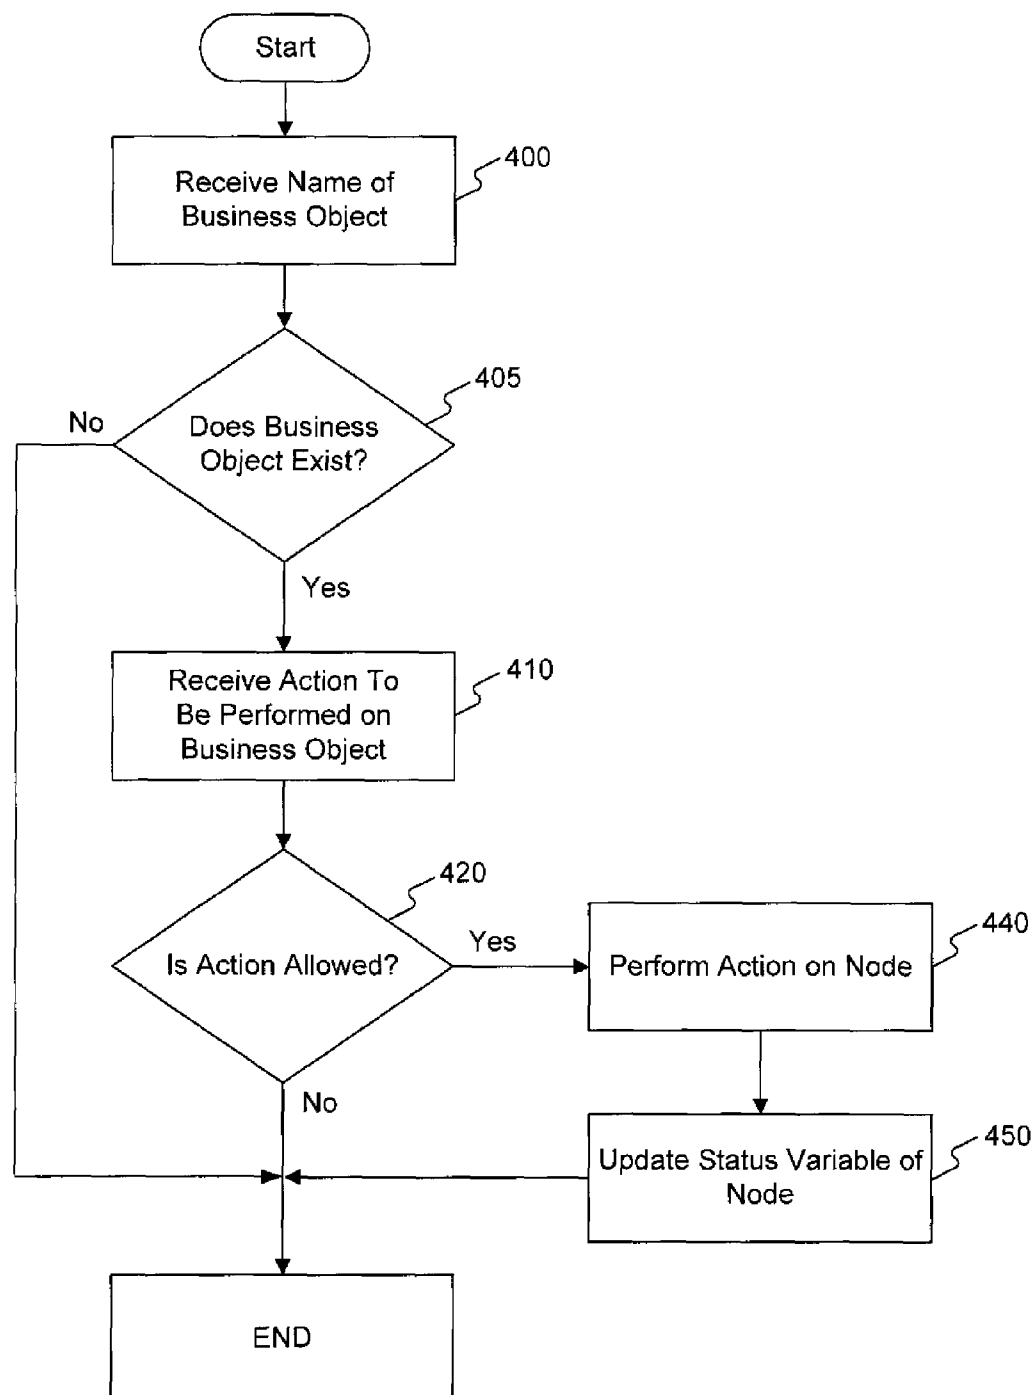 Start
400
Receive Name of
Business Object
405
No
Does Business
Object Exist?
Yes
410
Receive Action To
Be Performed on
Business Object
420
Is Action Allowed?
Yes
440
Perform Action on Node
No
450
Update Status Variable of
Node
END